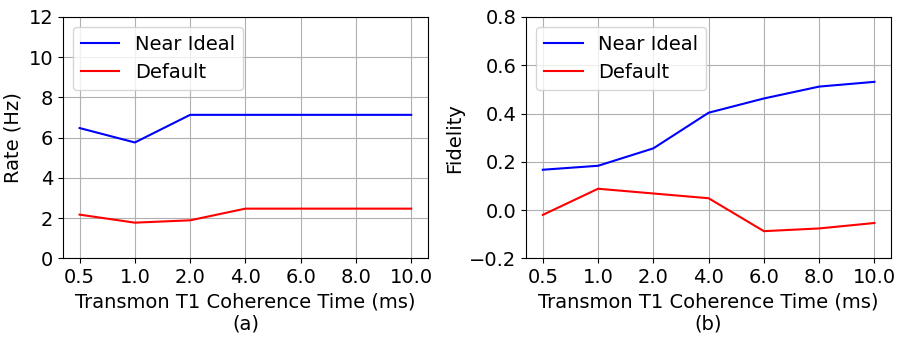 12
10
8
6
4
2
0
Rate (Hz)
Near Ideal
Default
0.5 1.0 2.0 4.0 6.0 8.0 10.0
Transmon T1 Coherence Time (ms)
(a)
0.8
0.6
0.4
0.2
0.0
−0.2
Fidelity
Near Ideal
Default
0.5 1.0 2.0 4.0 6.0 8.0 10.0
Transmon T1 Coherence Time (ms)
(b)